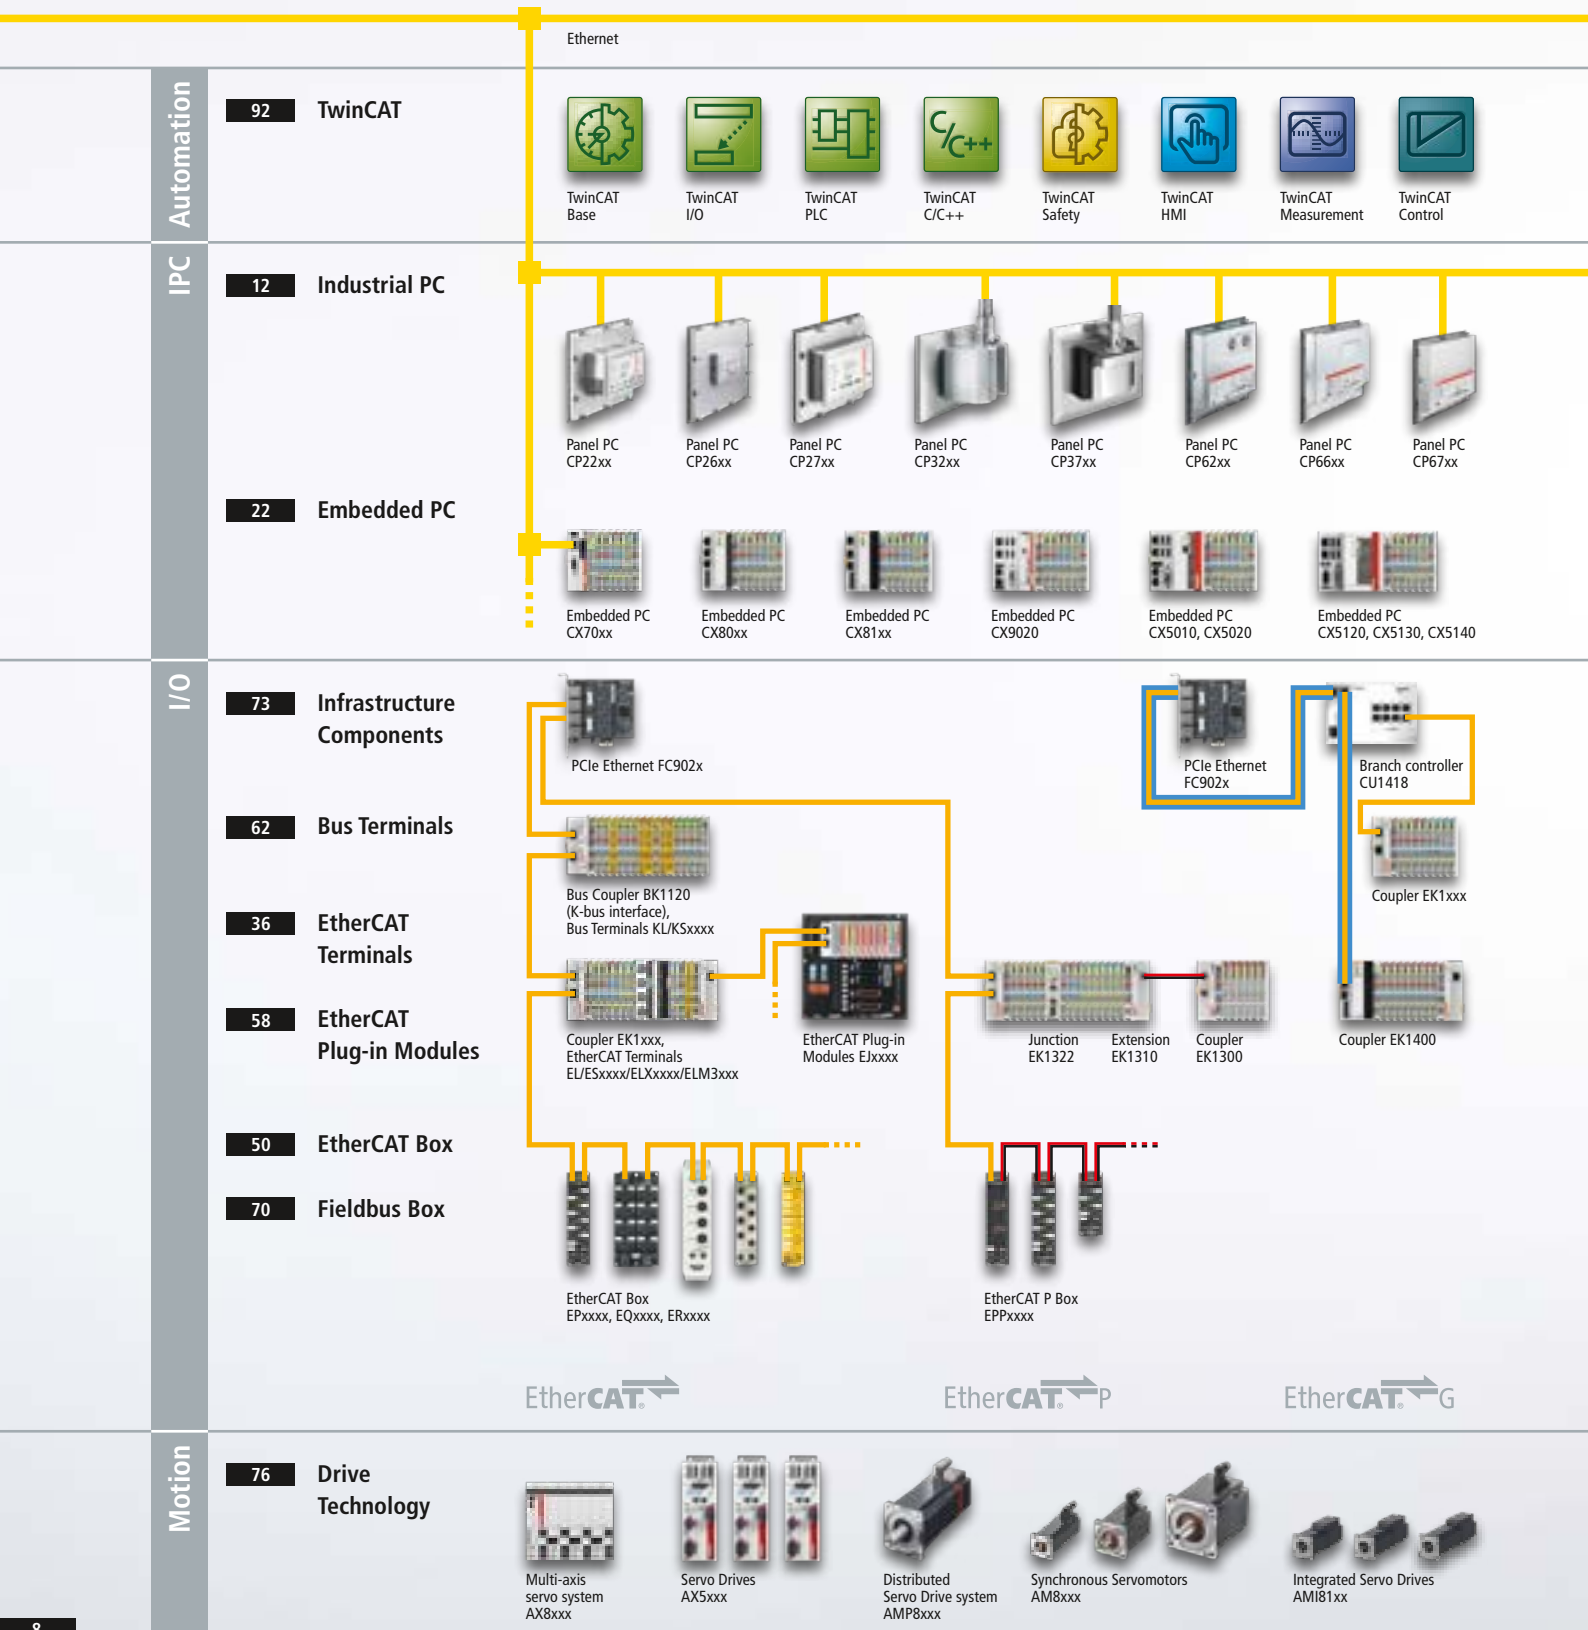 Ethernet
Automation
92 TwinCAT
TwinCAT
Base
TwinCAT
I/O
TwinCAT
PLC
C/C++
TwinCAT
C/C++
TwinCAT
Safety
TwinCAT
HMI
TwinCAT
Measurement
TwinCAT
Control
IPC
12 Industrial PC
Panel PC
CP22xx
Panel PC
CP26xx
Panel PC
CP27xx
Panel PC
CP32xx
Panel PC
CP37xx
Panel PC
CP62xx
Panel PC
CP66xx
Panel PC
CP67xx
22 Embedded PC
Embedded PC
CX70xx
Embedded PC
CX80xx
Embedded PC
CX81xx
Embedded PC
CX9020
Embedded PC
CX5010, CX5020
Embedded PC
CX5120, CX5130, CX5140
I/O
73 Infrastructure
Components
PCIe Ethernet FC902x
PCIe Ethernet
FC902x
Branch controller
CU1418
62 Bus Terminals
Bus Coupler BK1120
(K-bus interface),
Bus Terminals KL/KSxxxx
Coupler EK1xxx
36 EtherCAT
Terminals
58 EtherCAT
Plug-in Modules
Coupler EK1xxx,
EtherCAT Terminals
EL/ESxxxx/ELXxxxx/ELM3xxx
EtherCAT Plug-in
Modules EJxxxx
Junction
EK1322
Extension
EK1310
Coupler
EK1300
Coupler EK1400
50 EtherCAT Box
70 Fieldbus Box
EtherCAT Box
EPxxxx, EQxxxx, ERxxxx
EtherCAT P Box
EPPxxxx
EtherCAT®
EtherCAT® P
EtherCAT® G
Motion
76 Drive
Technology
Multi-axis
servo system
AX8xxx
Servo Drives
AX5xxx
Distributed
Servo Drive system
AMP8xxx
Synchronous Servomotors
AM8xxx
Integrated Servo Drives
AMI81xx
8